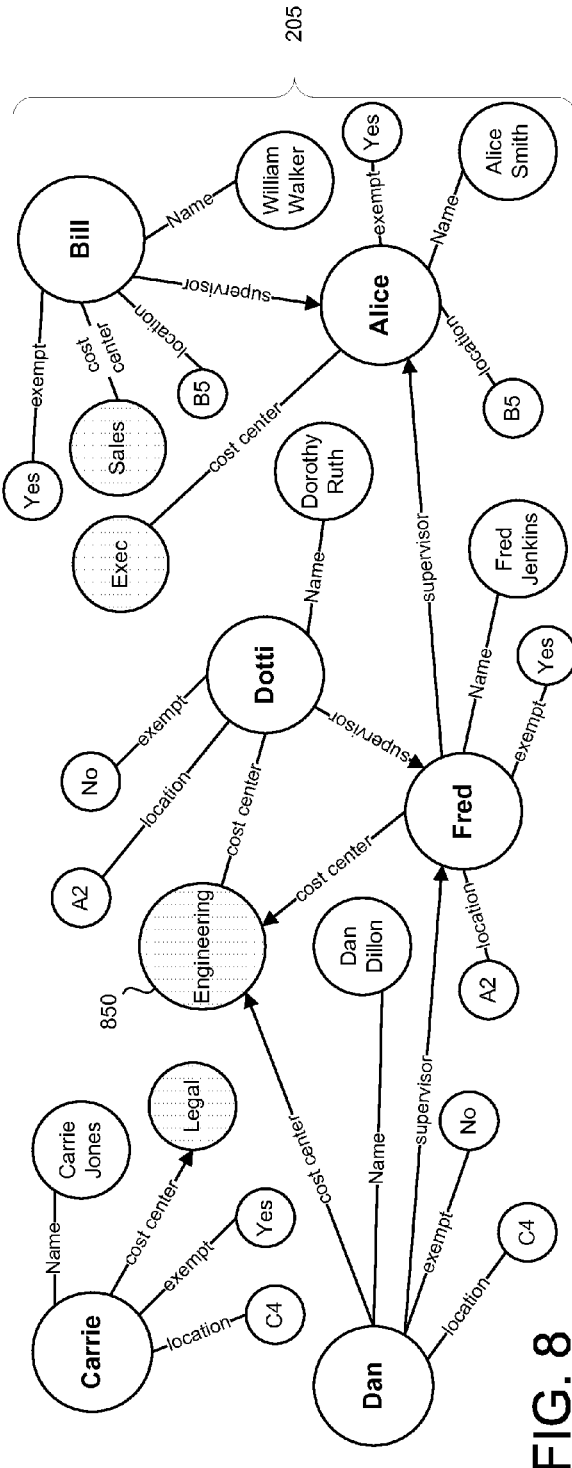 205
Carrie
Name
Carrie
Jones
cost center
Legal
exempt
Yes
location
C4
850
Engineering
A2
location
No
exempt
cost center
Dotti
Name
Dorothy
Ruth
supervisor
Exec
cost center
Sales
cost
center
Yes
exempt
location
B5
Bill
Name
William
Walker
supervisor
Alice
exempt
Yes
Name
Alice
Smith
location
B5
supervisor
Fred
cost center
Name
Fred
Jenkins
exempt
Yes
location
A2
supervisor
Dan
cost center
Name
Dan
Dillon
exempt
No
location
C4
FIG. 8